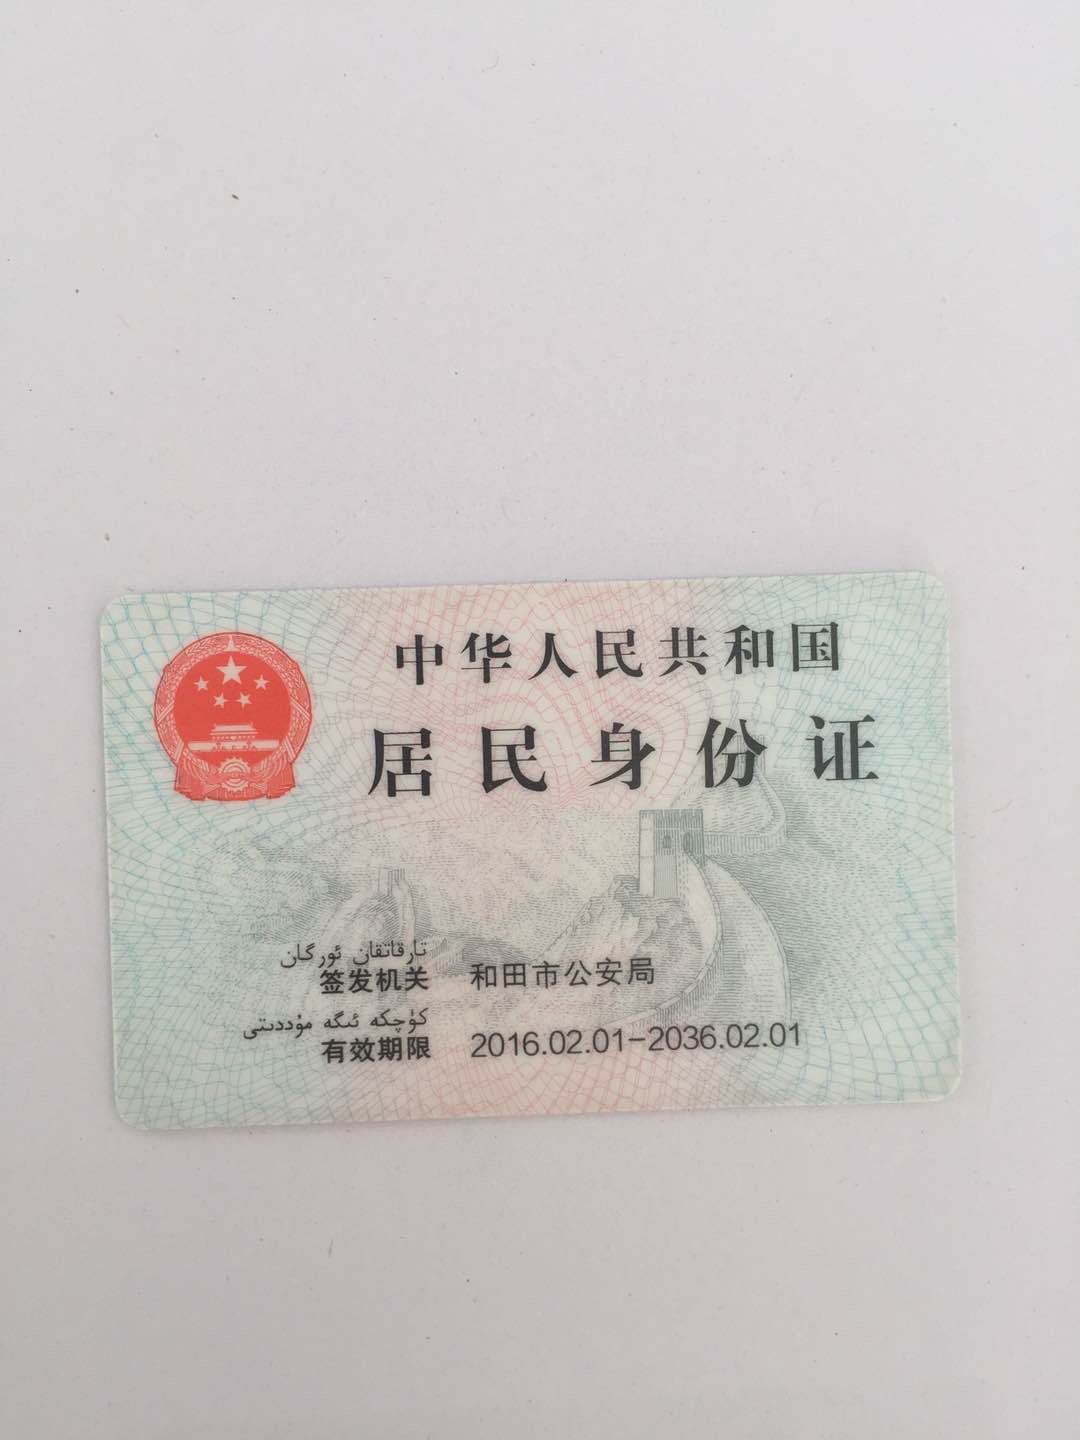 中华人民共和国
居民身份证
تارقاتقان ئورگان
签发机关 和田市公安局
كۈچكە ئىگە مۇددىتى
有效期限 2016.02.01-2036.02.01